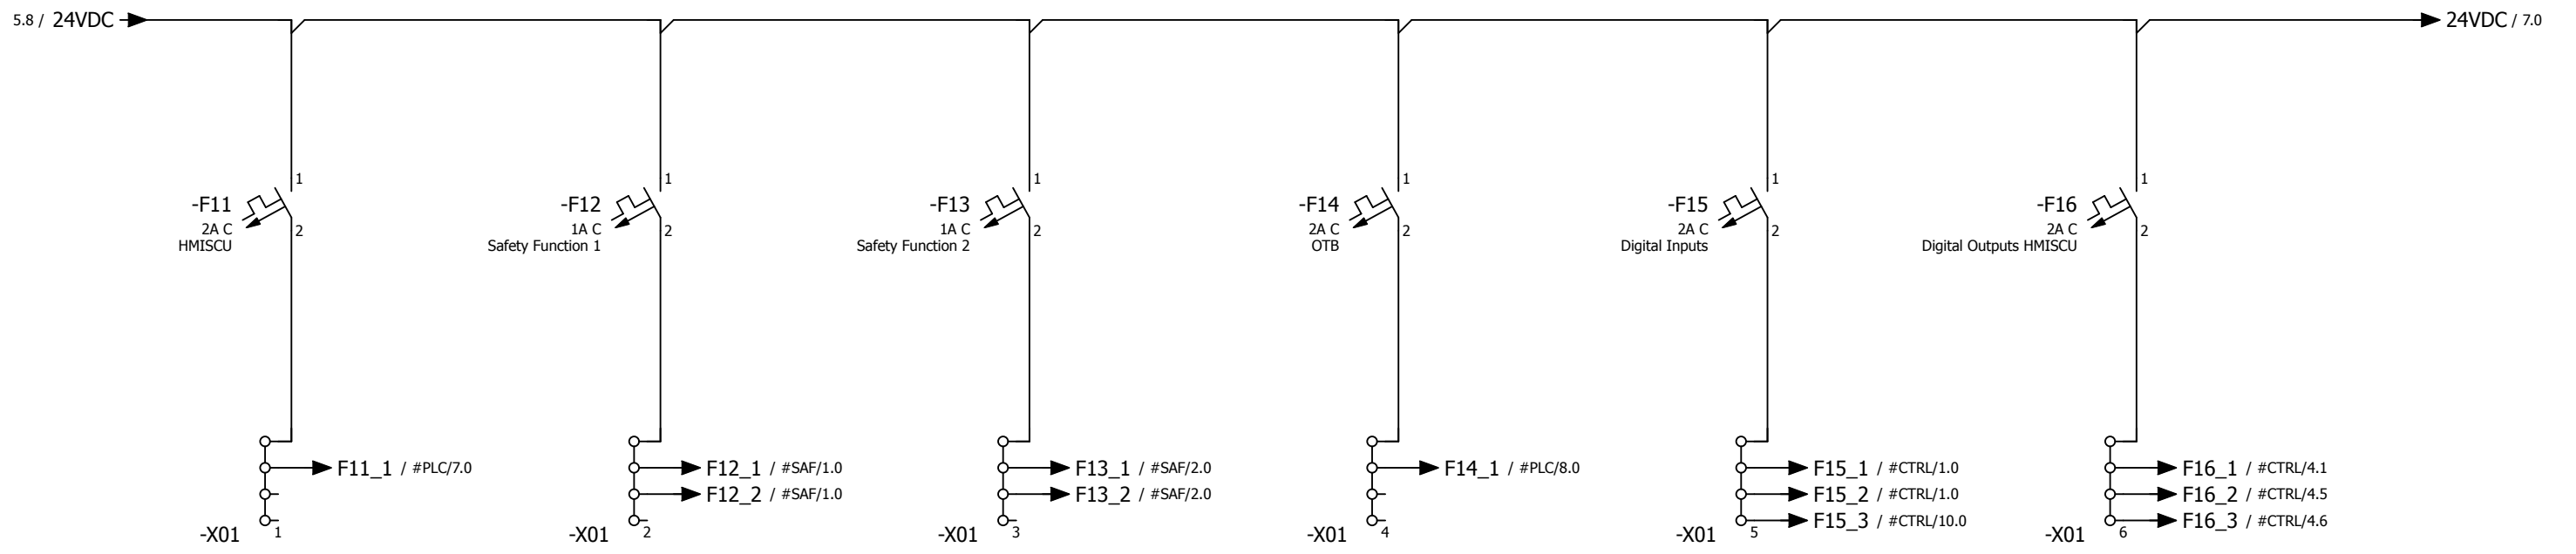 5.8 / 24VDC
24VDC / 7.0
1
-F11
2A C
2
HMISCU
1
-F12
1A C
2
Safety Function 1
1
-F13
1A C
2
Safety Function 2
1
-F14
2A C
2
OTB
1
-F15
2A C
2
Digital Inputs
1
-F16
2A C
2
Digital Outputs HMISCU
F11_1 / #PLC/7.0
-X01
1
F12_1 / #SAF/1.0
F12_2 / #SAF/1.0
-X01
2
F13_1 / #SAF/2.0
F13_2 / #SAF/2.0
-X01
3
F14_1 / #PLC/8.0
-X01
4
F15_1 / #CTRL/1.0
F15_2 / #CTRL/1.0
F15_3 / #CTRL/10.0
-X01
5
F16_1 / #CTRL/4.1
F16_2 / #CTRL/4.5
F16_3 / #CTRL/4.6
-X01
6